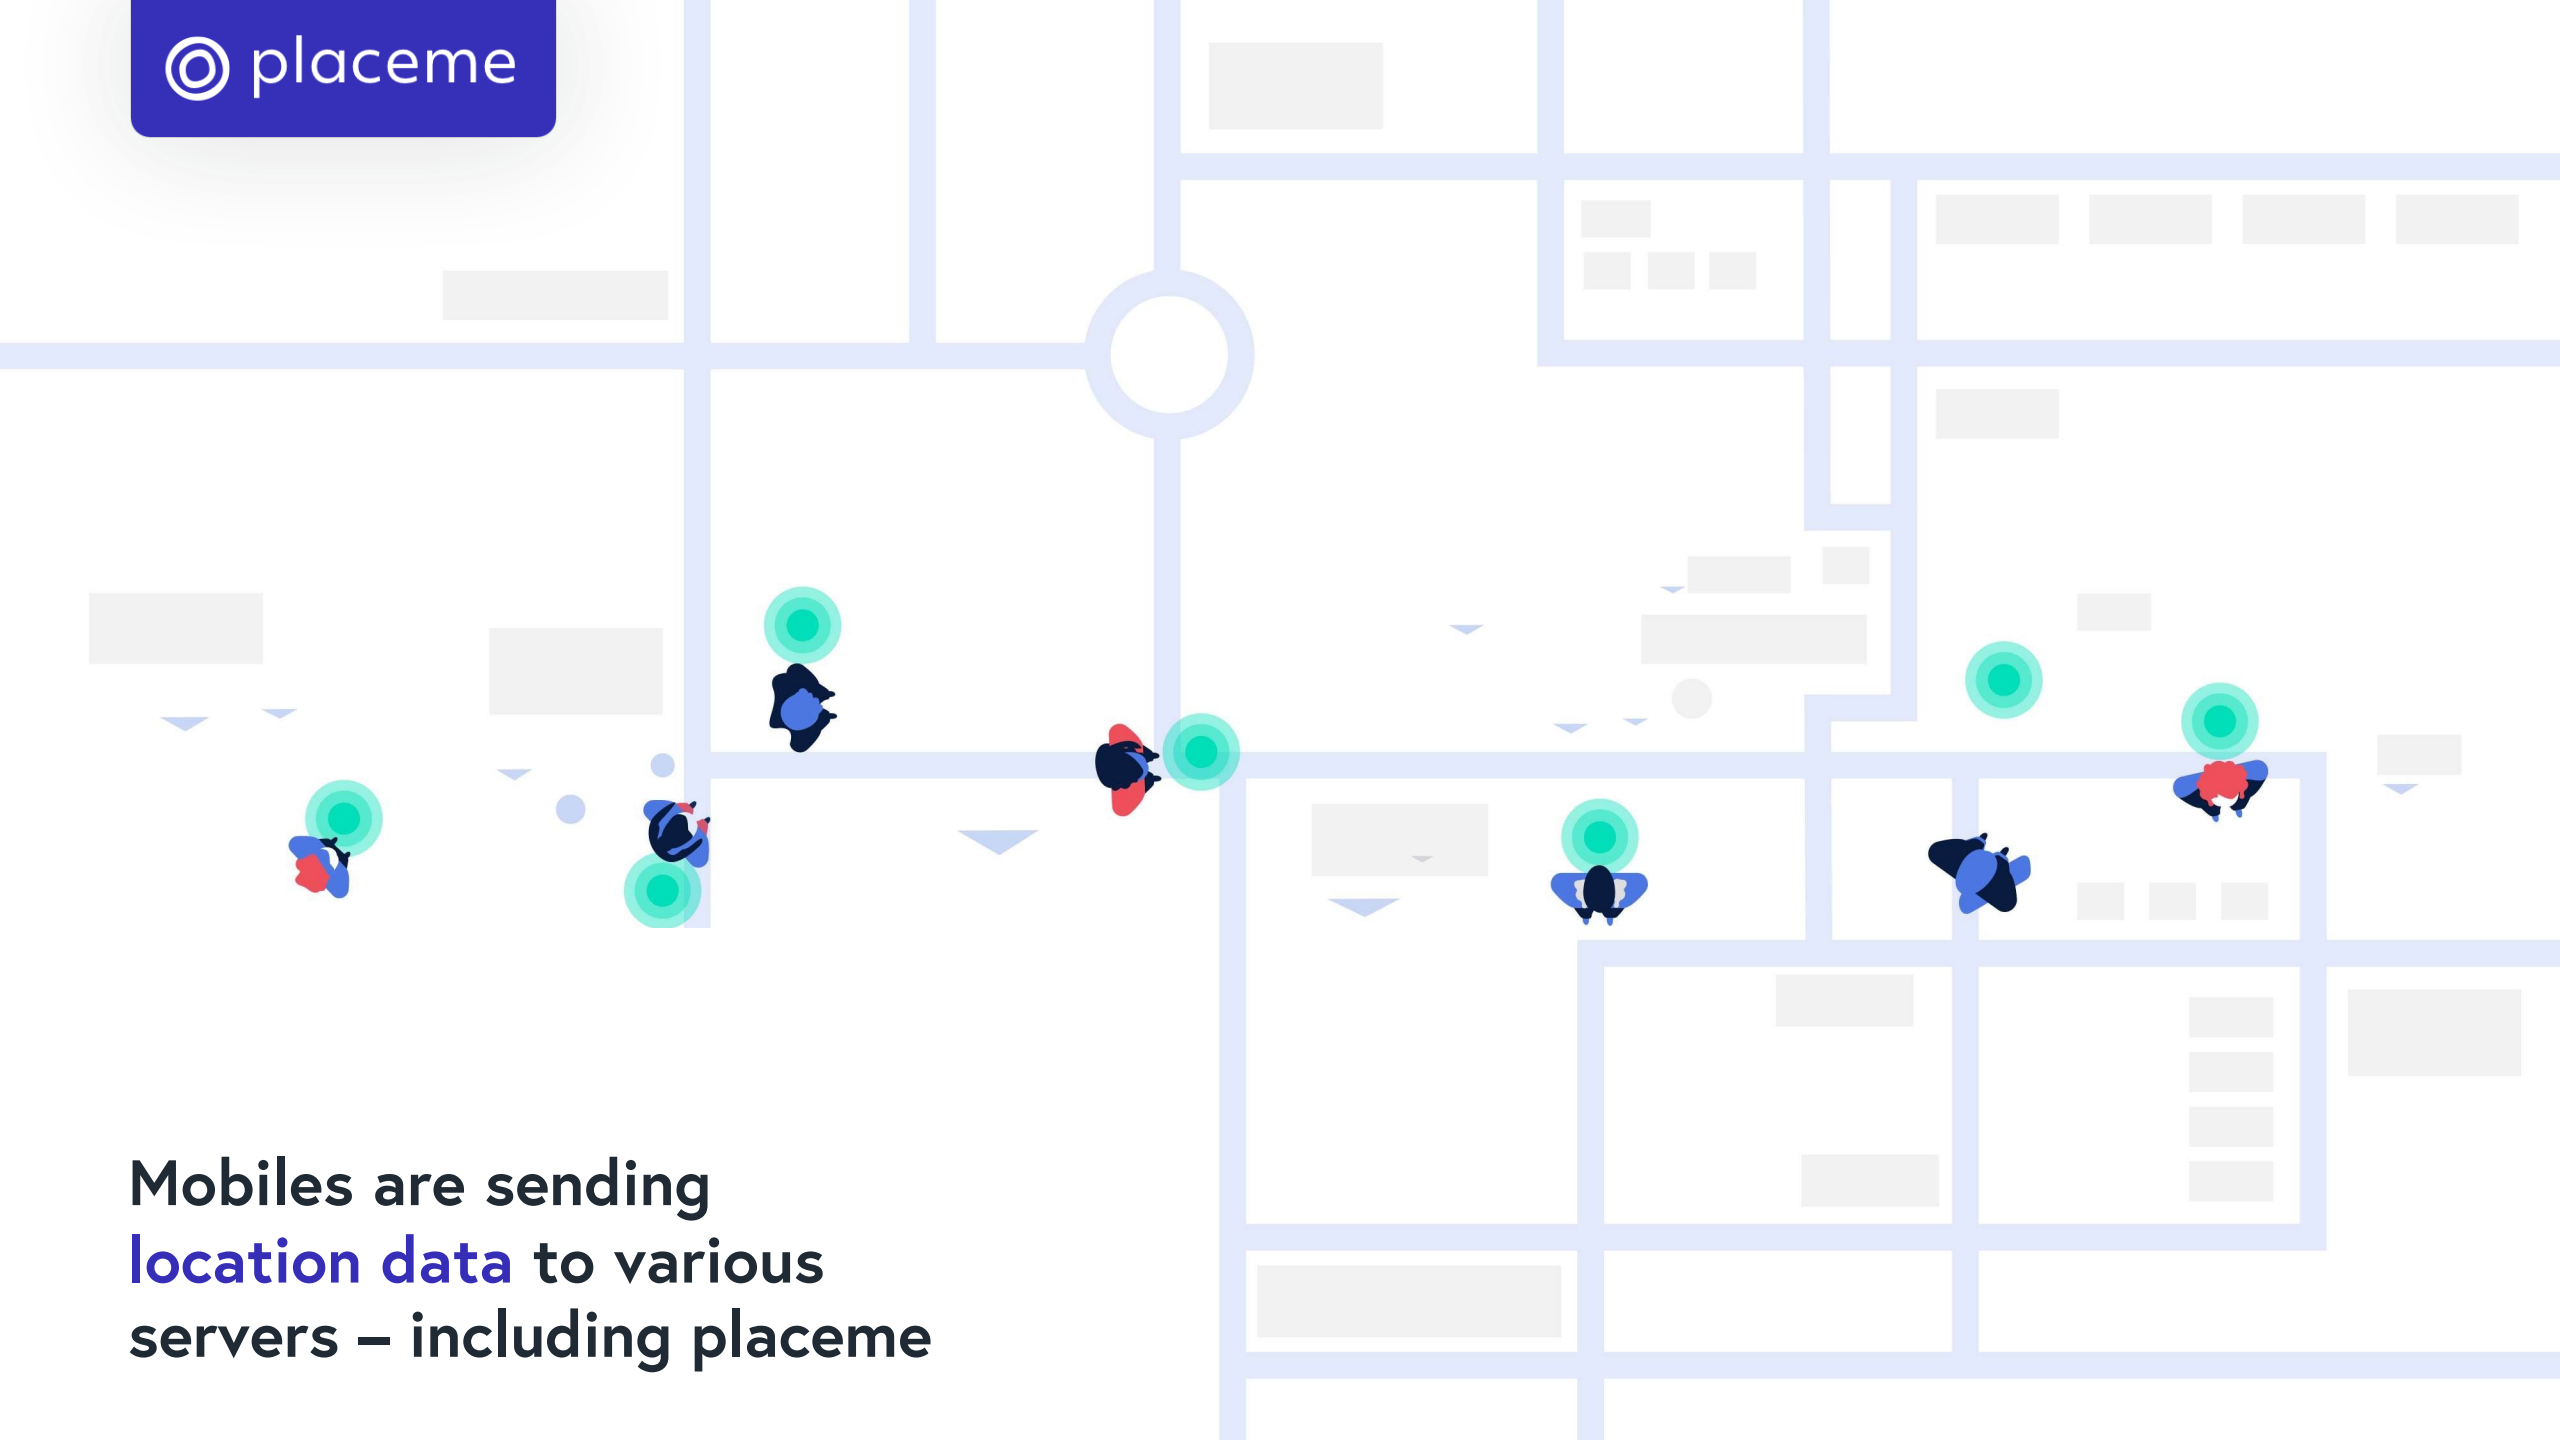 placeme
Mobiles are sending
location data to various
servers – including placeme